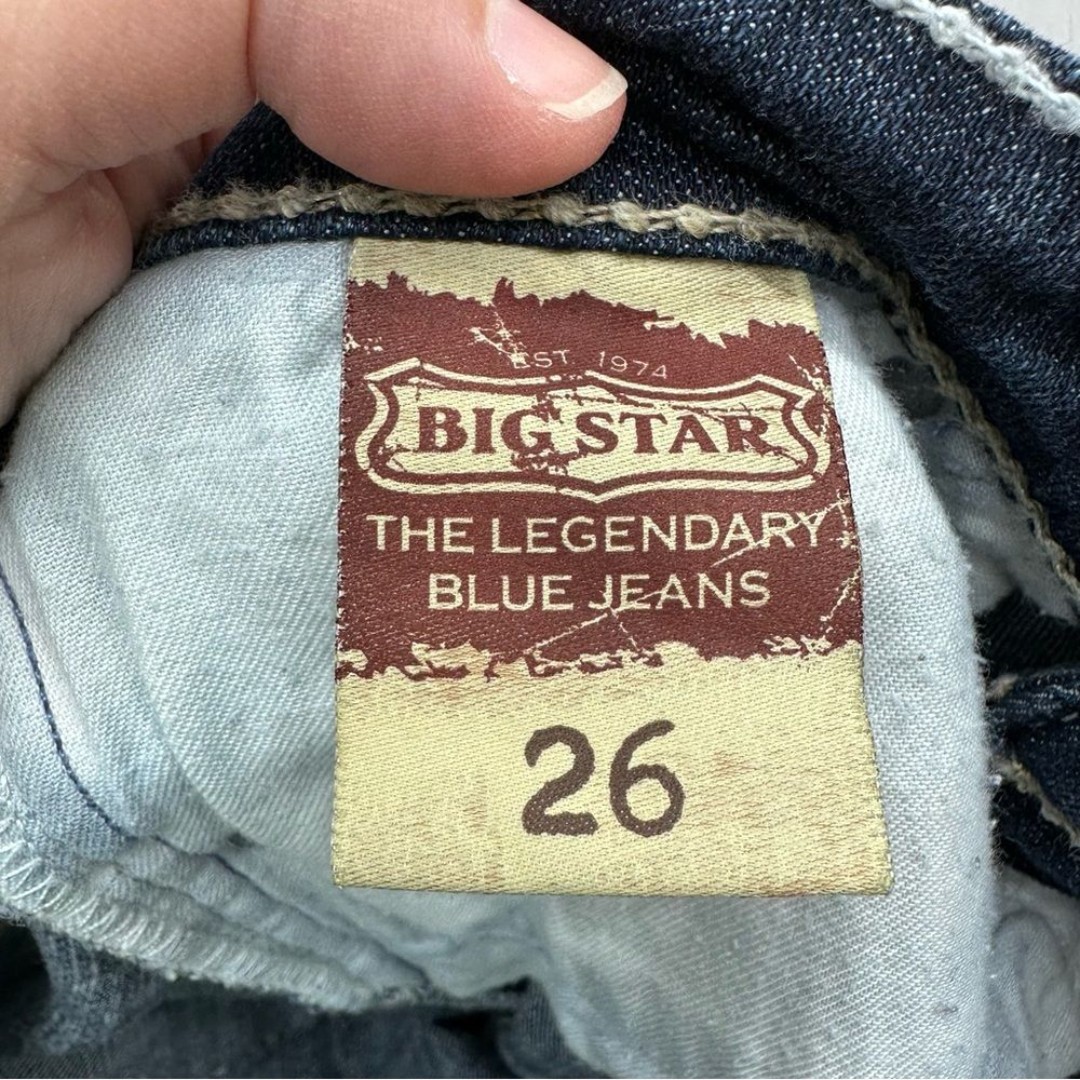 EST. 1974
BIG STAR
THE LEGENDARY
BLUE JEANS
26